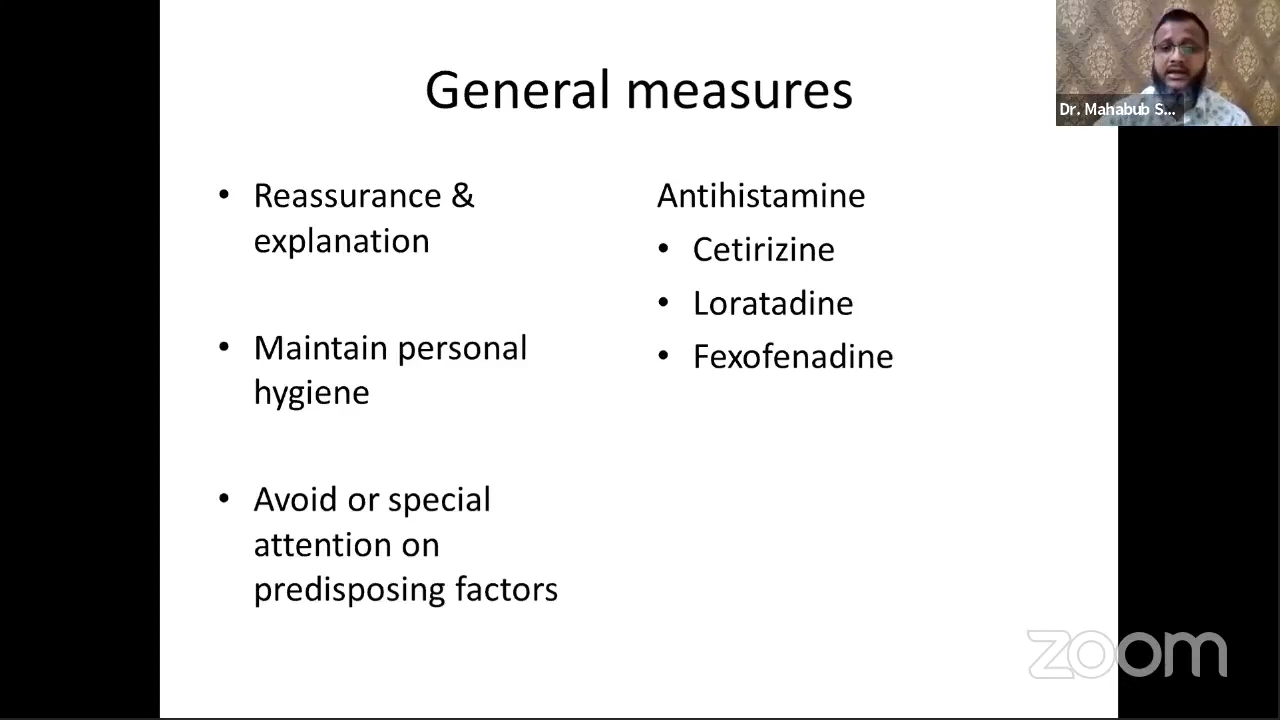 General measures
Dr. Mahabub S...
• Reassurance &
explanation
• Maintain personal
hygiene
• Avoid or special
attention on
predisposing factors
Antihistamine
• Cetirizine
• Loratadine
• Fexofenadine
zoom